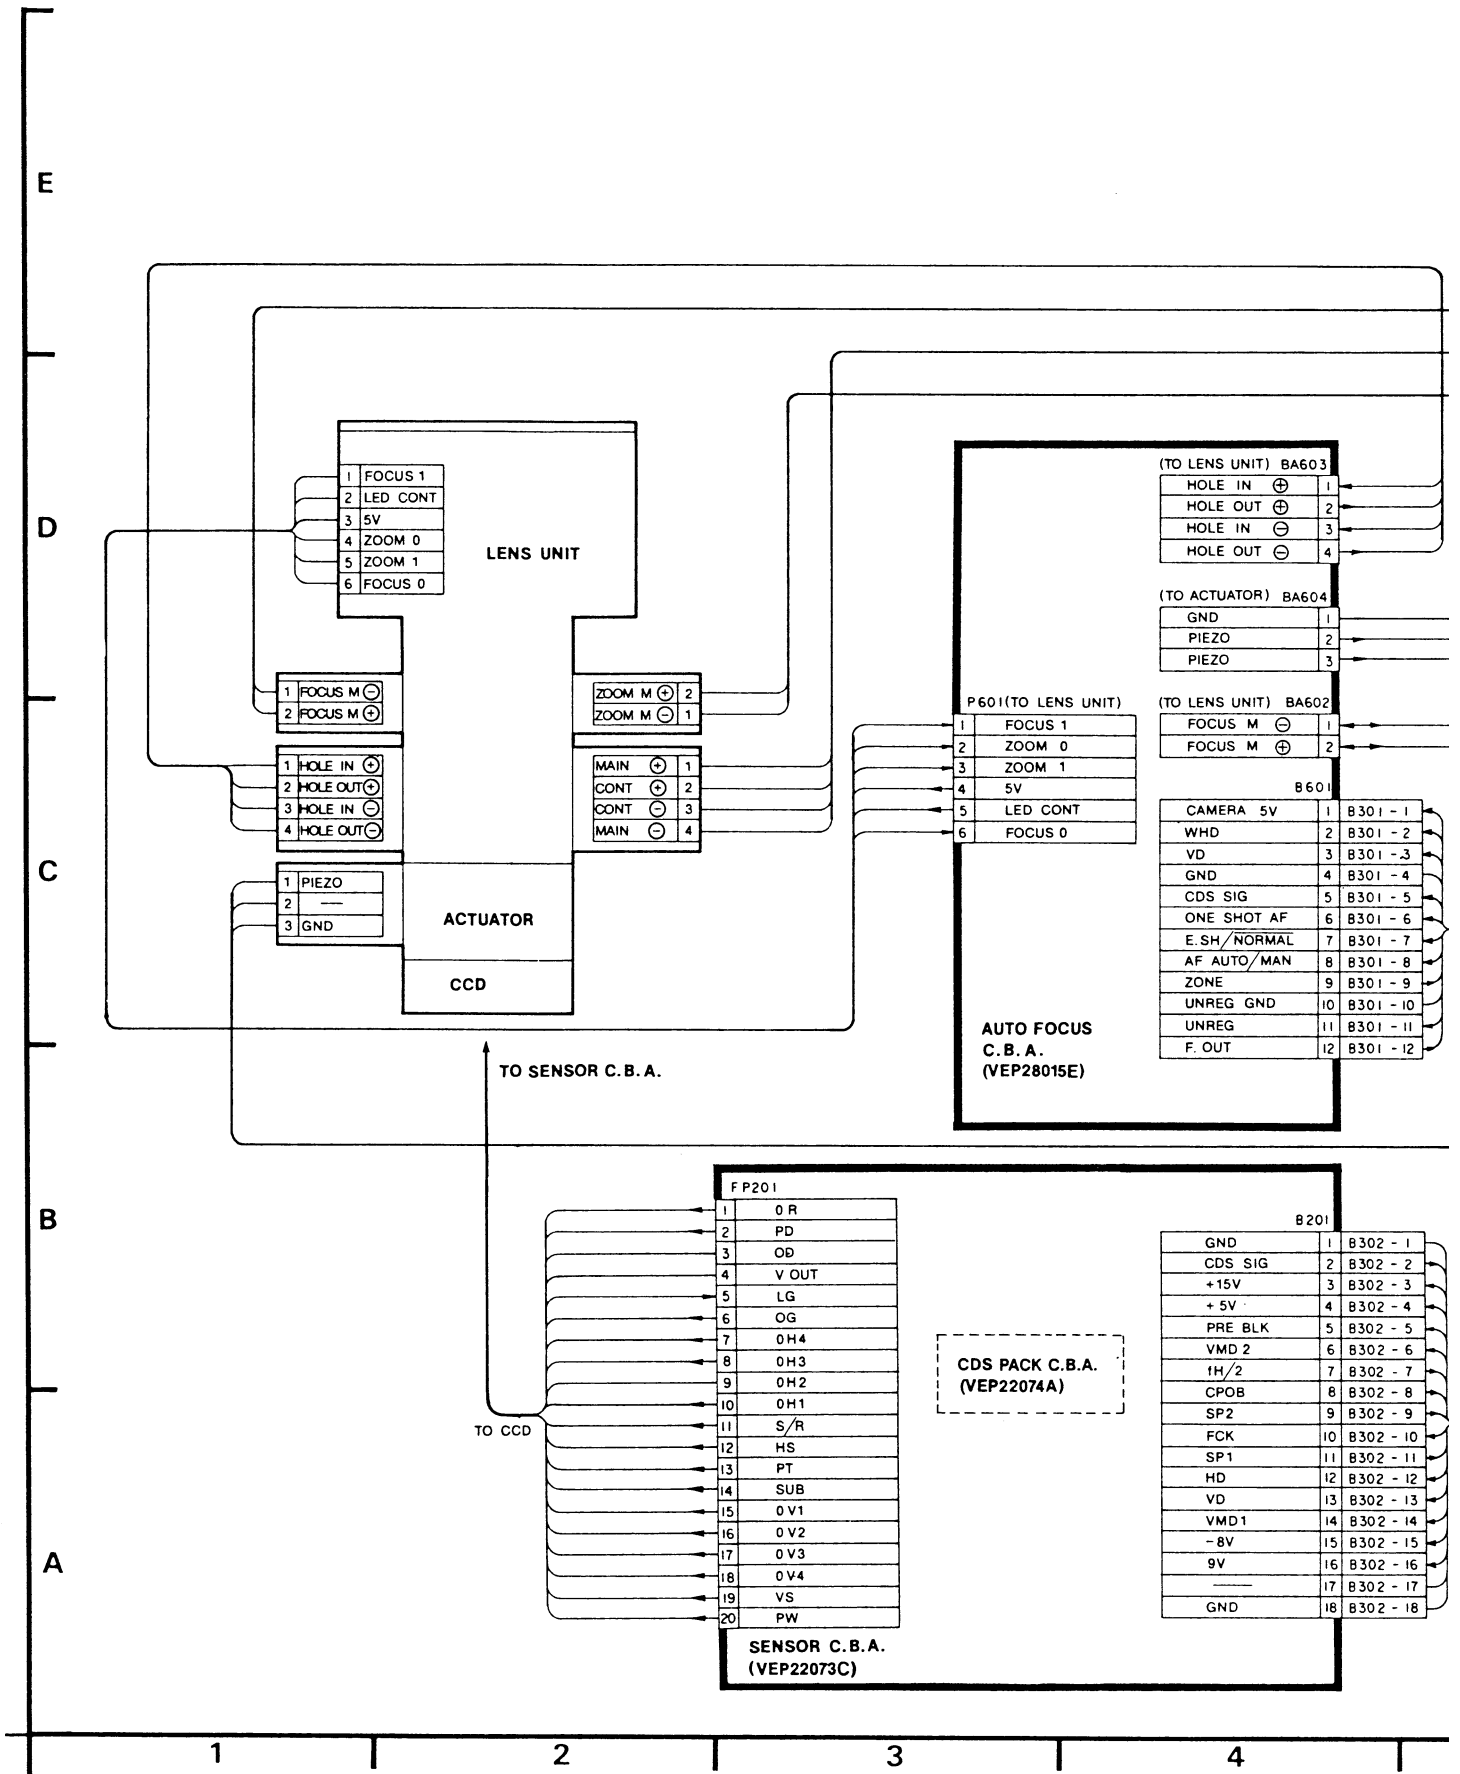 E
D
C
B
A
1 2 3 4
1 FOCUS 1
2 LED CONT
3 5V
4 ZOOM 0
5 ZOOM 1
6 FOCUS 0
LENS UNIT
1 FOCUS M ⊖
2 FOCUS M ⊕
ZOOM M ⊕ 2
ZOOM M ⊖ 1
1 HOLE IN ⊕
2 HOLE OUT ⊕
3 HOLE IN ⊖
4 HOLE OUT ⊖
MAIN ⊕ 1
CONT ⊕ 2
CONT ⊖ 3
MAIN ⊖ 4
1 PIEZO
2 —
3 GND
ACTUATOR
CCD
TO SENSOR C.B.A.
TO CCD
(TO LENS UNIT) BA603
HOLE IN ⊕ 1
HOLE OUT ⊕ 2
HOLE IN ⊖ 3
HOLE OUT ⊖ 4
(TO ACTUATOR) BA604
GND 1
PIEZO 2
PIEZO 3
P601(TO LENS UNIT)
1 FOCUS 1
2 ZOOM 0
3 ZOOM 1
4 5V
5 LED CONT
6 FOCUS 0
(TO LENS UNIT) BA602
FOCUS M ⊖ 1
FOCUS M ⊕ 2
B601
CAMERA 5V 1 B301 - 1
WHD 2 B301 - 2
VD 3 B301 - 3
GND 4 B301 - 4
CDS SIG 5 B301 - 5
ONE SHOT AF 6 B301 - 6
E.SH/NORMAL 7 B301 - 7
AF AUTO/MAN 8 B301 - 8
ZONE 9 B301 - 9
UNREG GND 10 B301 - 10
UNREG 11 B301 - 11
F. OUT 12 B301 - 12
AUTO FOCUS
C.B.A.
(VEP28015E)
FP201
1 0R
2 PD
3 OD
4 V OUT
5 LG
6 OG
7 0H4
8 0H3
9 0H2
10 0H1
11 S/R
12 HS
13 PT
14 SUB
15 0V1
16 0V2
17 0V3
18 0V4
19 VS
20 PW
CDS PACK C.B.A.
(VEP22074A)
B201
GND 1 B302 - 1
CDS SIG 2 B302 - 2
+15V 3 B302 - 3
+5V 4 B302 - 4
PRE BLK 5 B302 - 5
VMD 2 6 B302 - 6
fH/2 7 B302 - 7
CPOB 8 B302 - 8
SP2 9 B302 - 9
FCK 10 B302 - 10
SP1 11 B302 - 11
HD 12 B302 - 12
VD 13 B302 - 13
VMD1 14 B302 - 14
-8V 15 B302 - 15
9V 16 B302 - 16
— 17 B302 - 17
GND 18 B302 - 18
SENSOR C.B.A.
(VEP22073C)